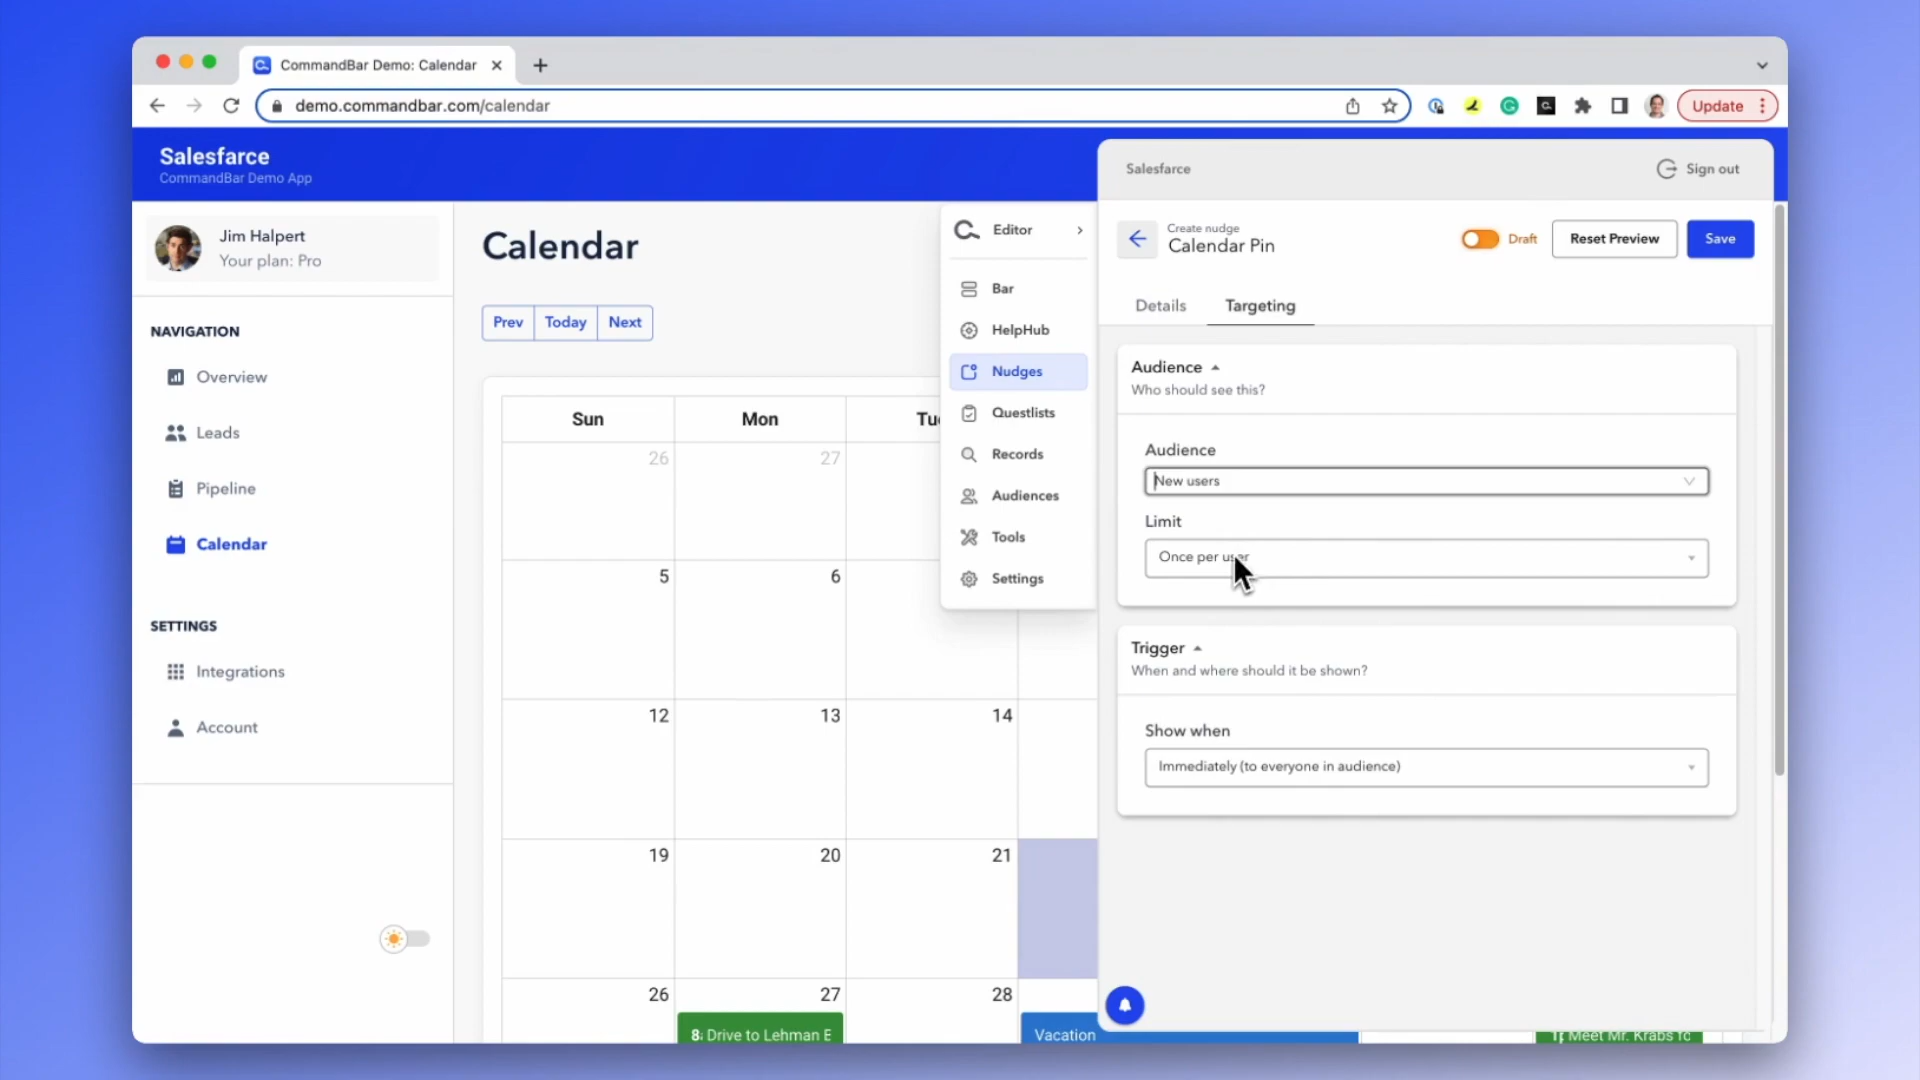 CommandBar Demo: Calendar
demo.commandbar.com/calendar
Update
Salesfarce
CommandBar Demo App
Jim Halpert
Your plan: Pro
NAVIGATION
Overview
Leads
Pipeline
Calendar
SETTINGS
Integrations
Account
Calendar
Prev
Today
Next
Sun
Mon
Tu
26
27
5
6
12
13
14
19
20
21
26
27
28
8: Drive to Lehman E
Vacation
Meet Mr. Krabs fo
Editor
Bar
HelpHub
Nudges
Questlists
Records
Audiences
Tools
Settings
Salesfarce
Sign out
Create nudge
Calendar Pin
Draft
Reset Preview
Save
Details
Targeting
Audience
Who should see this?
Audience
New users
Limit
Once per user
Trigger
When and where should it be shown?
Show when
Immediately (to everyone in audience)